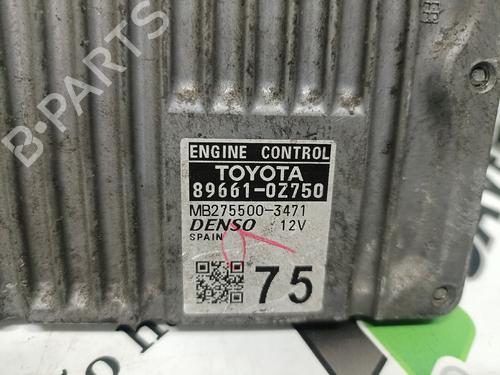 B-PARTS
ENGINE CONTROL
TOYOTA
89661-0Z750
MB275500-3471
DENSO 12V
SPAIN
75